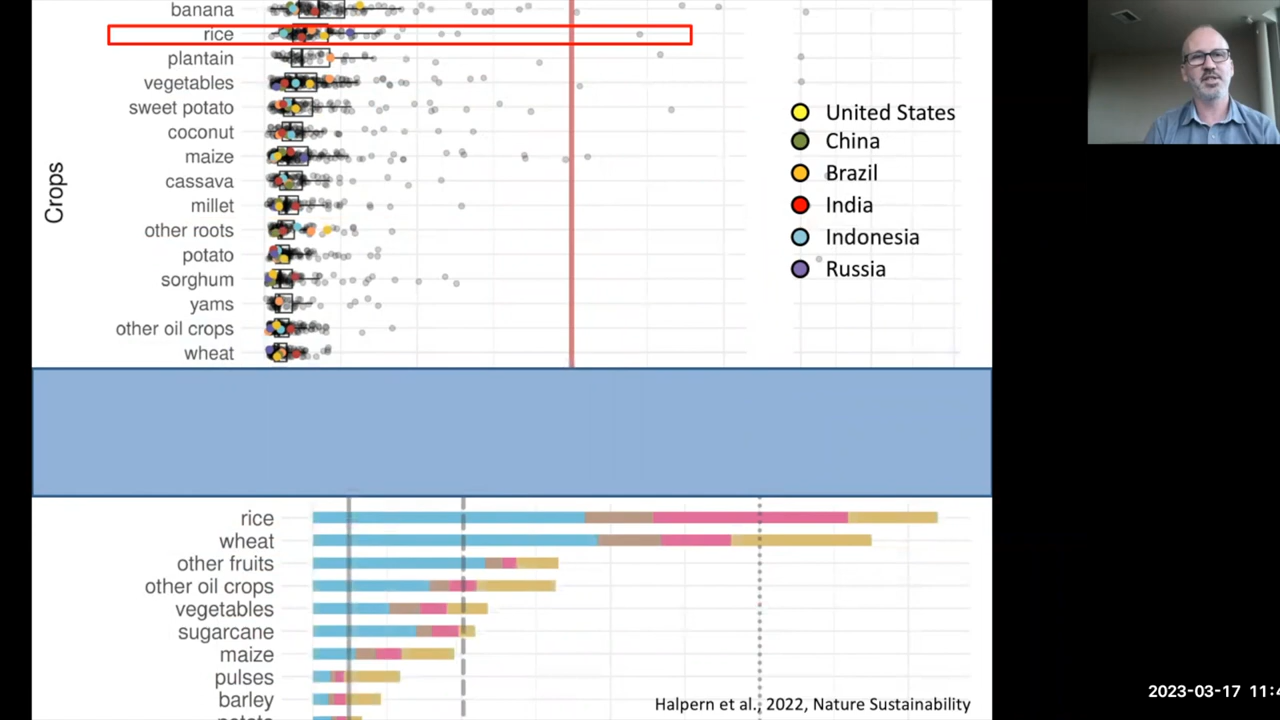 banana
rice
plantain
vegetables
sweet potato
coconut
maize
cassava
millet
other roots
potato
sorghum
yams
other oil crops
wheat
Crops
United States
China
Brazil
India
Indonesia
Russia
rice
wheat
other fruits
other oil crops
vegetables
sugarcane
maize
pulses
barley
Halpern et al., 2022, Nature Sustainability
2023-03-17 11:4